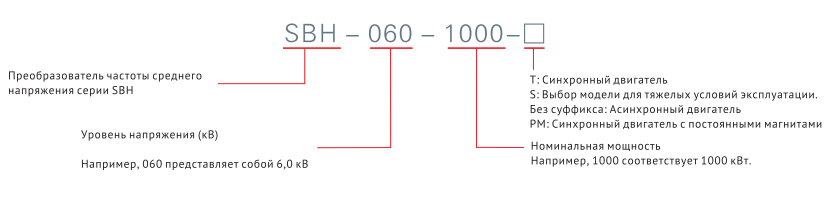 SBH – 060 – 1000–□
Преобразователь частоты среднего
напряжения серии SBH
T: Синхронный двигатель
S: Выбор модели для тяжелых условий эксплуатации.
Без суффикса: Асинхронный двигатель
PM: Синхронный двигатель с постоянными магнитами
Уровень напряжения (кВ)
Например, 060 представляет собой 6,0 кВ
Номинальная мощность
Например, 1000 соответствует 1000 кВт.